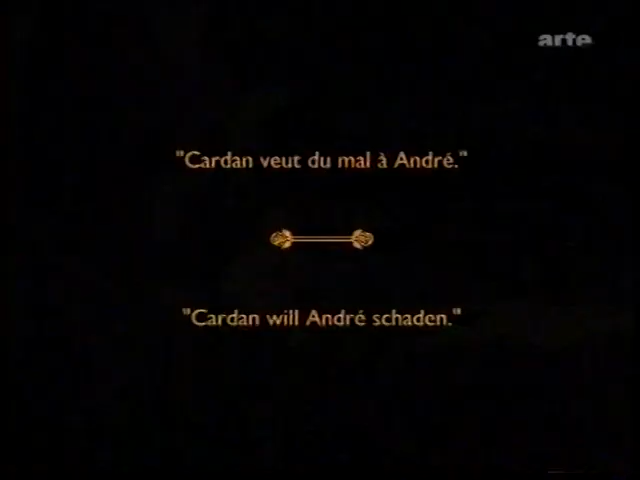 arte
"Cardan veut du mal à André."
"Cardan will André schaden."